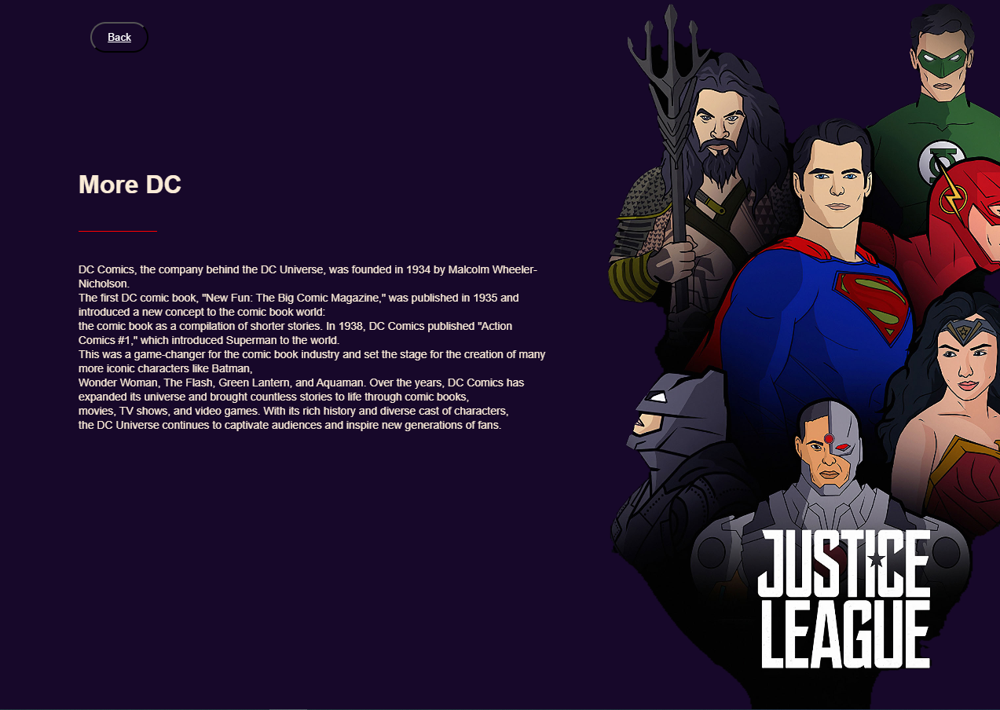 Back
More DC
DC Comics, the company behind the DC Universe, was founded in 1934 by Malcolm Wheeler-
Nicholson.
The first DC comic book, "New Fun: The Big Comic Magazine," was published in 1935 and
introduced a new concept to the comic book world:
the comic book as a compilation of shorter stories. In 1938, DC Comics published "Action
Comics #1," which introduced Superman to the world.
This was a game-changer for the comic book industry and set the stage for the creation of many
more iconic characters like Batman,
Wonder Woman, The Flash, Green Lantern, and Aquaman. Over the years, DC Comics has
expanded its universe and brought countless stories to life through comic books,
movies, TV shows, and video games. With its rich history and diverse cast of characters,
the DC Universe continues to captivate audiences and inspire new generations of fans.
JUSTICE
LEAGUE